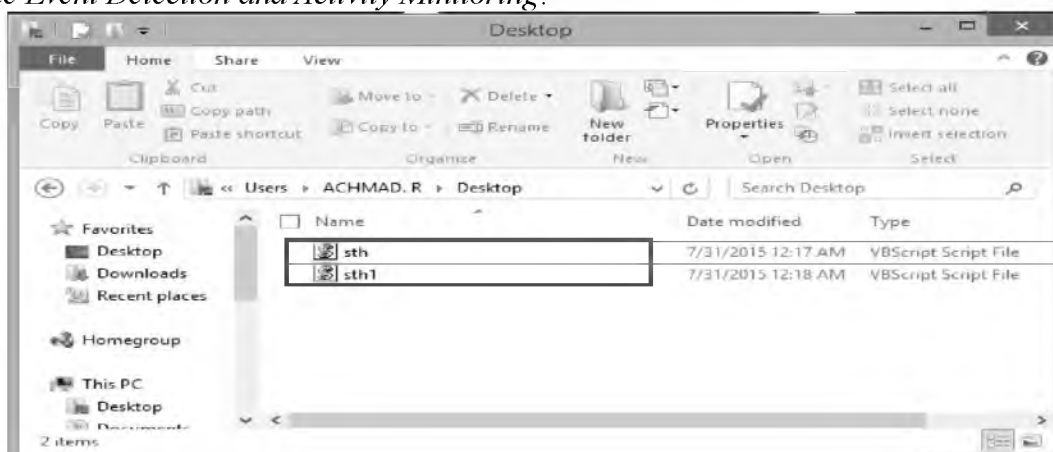 Event Detection and Activity Minitoring?
Desktop
File Home Share View
Copy
Paste
Cut
Copy path
Paste shortcut
Clipboard
Move to
Copy to
Delete
Rename
Organize
New folder
New
Properties
Open
Select all
Select none
Invert selection
Select
« Users ACHMAD. R Desktop
Search Desktop
Favorites
Desktop
Downloads
Recent places
Homegroup
This PC
Desktop
Documents
Name Date modified Type
sth 7/31/2015 12:17 AM VBScript Script File
sth1 7/31/2015 12:18 AM VBScript Script File
2 items